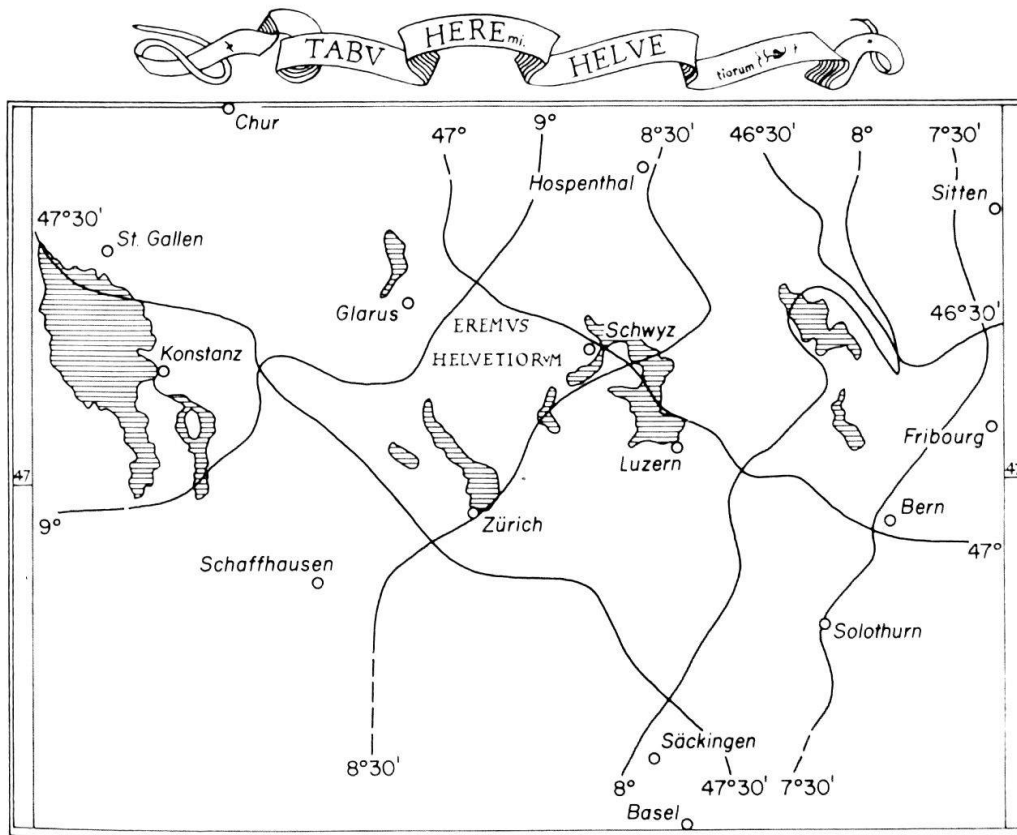 TABV HEREmi. HELVE tiorum
Chur
47° 9° 8°30' 46°30' 8° 7°30'
Hospenthal
Sitten
47°30'
St. Gallen
Glarus
46°30'
EREMVS
HELVETIORVM
Schwyz
Konstanz
Fribourg
Luzern
47
47
9°
Zürich
Bern
47°
Schaffhausen
Solothurn
8°30'
Säckingen
8° 47°30' 7°30'
Basel